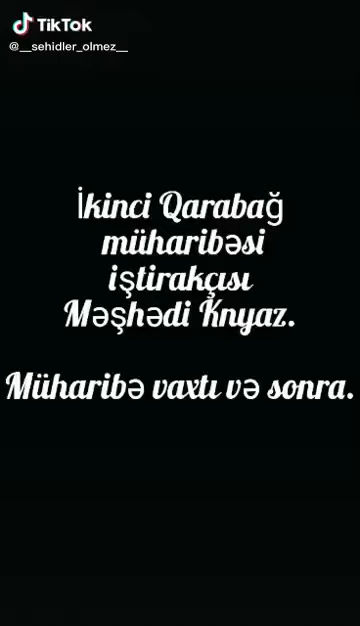 TikTok
@__sehidler_olmez__
İkinci Qarabağ
müharibəsi
iştirakçısı
Məşhədi Knyaz.
Müharibə vaxtı və sonra.